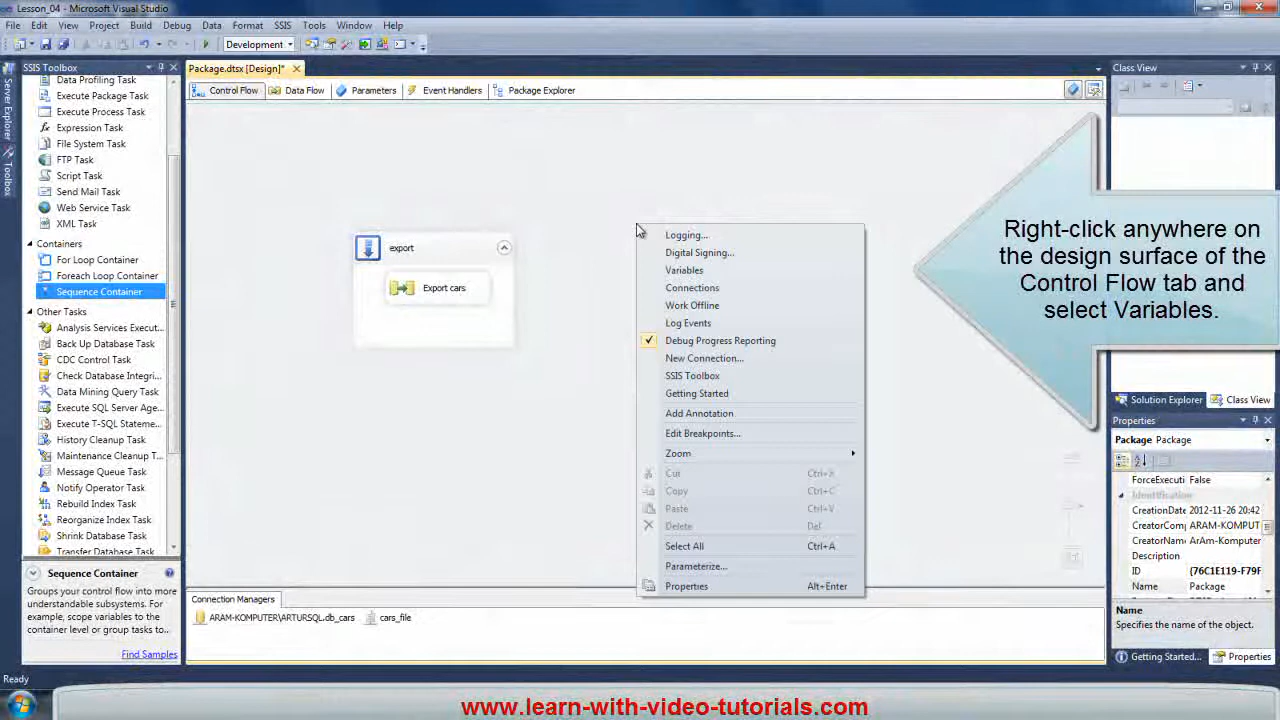 Lesson_04 - Microsoft Visual Studio
File Edit View Project Build Debug Data Format SSIS Tools Window Help
Development
SSIS Toolbox
Data Profiling Task
Execute Package Task
Execute Process Task
Expression Task
File System Task
FTP Task
Script Task
Send Mail Task
Web Service Task
XML Task
Containers
For Loop Container
Foreach Loop Container
Sequence Container
Other Tasks
Analysis Services Execut...
Back Up Database Task
CDC Control Task
Check Database Integri...
Data Mining Query Task
Execute SQL Server Age...
Execute T-SQL Stateme...
History Cleanup Task
Maintenance Cleanup T...
Message Queue Task
Notify Operator Task
Rebuild Index Task
Reorganize Index Task
Shrink Database Task
Transfer Database Task
Sequence Container
Groups your control flow into more
understandable subsystems. For
example, scope variables to the
container level or group tasks to...
Find Samples
Server Explorer
Toolbox
Package.dtsx [Design]*
Control Flow Data Flow Parameters Event Handlers Package Explorer
export
Export cars
Logging...
Digital Signing...
Variables
Connections
Work Offline
Log Events
Debug Progress Reporting
New Connection...
SSIS Toolbox
Getting Started
Add Annotation
Edit Breakpoints...
Zoom
Cut Ctrl+X
Copy Ctrl+C
Paste Ctrl+V
Delete Del
Select All Ctrl+A
Parameterize...
Properties Alt+Enter
Connection Managers
ARAM-KOMPUTER\ARTURSQL.db_cars cars_file
Class View
Right-click anywhere on
the design surface of the
Control Flow tab and
select Variables.
Solution Explorer Class View
Properties
Package Package
ForceExecuti False
Identification
CreationDate 2012-11-26 20:42
CreatorComp ARAM-KOMPUT
CreatorName ArAm-Komputer
Description
ID {76C1E119-F79F
Name Package
Name
Specifies the name of the object.
Getting Started... Properties
Ready
www.learn-with-video-tutorials.com